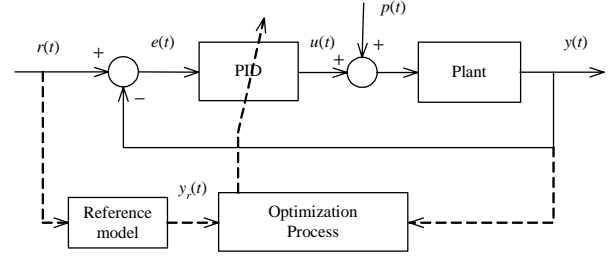 p(t)
r(t)
e(t)
u(t)
y(t)
+
+
+
PID
Plant
−
y_r(t)
Reference
model
Optimization
Process